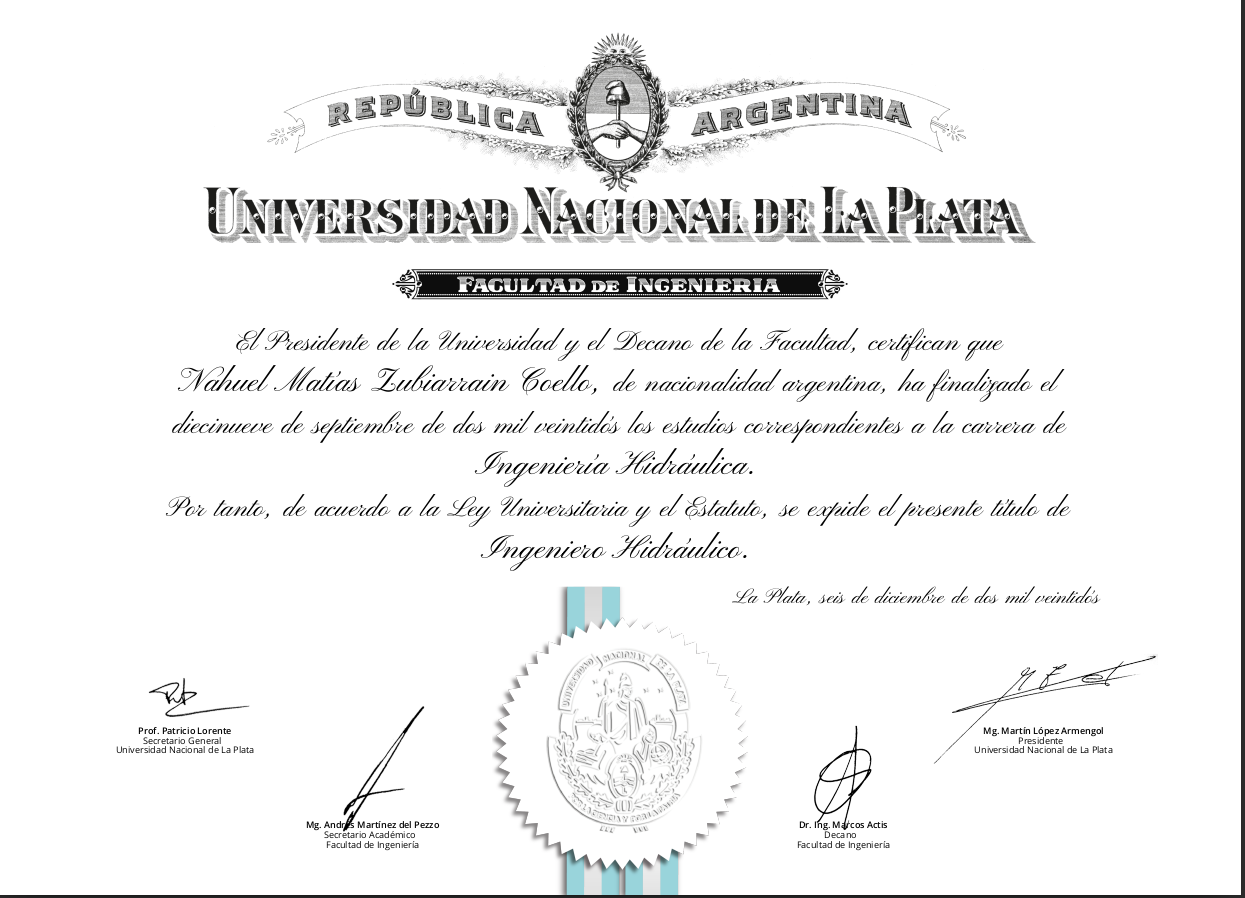 REPÚBLICA ARGENTINA
UNIVERSIDAD NACIONAL DE LA PLATA
FACULTAD DE INGENIERIA
El Presidente de la Universidad y el Decano de la Facultad, certifican que
Nahuel Matías Zubiarrain Coello, de nacionalidad argentina, ha finalizado el
diecinueve de septiembre de dos mil veintidós los estudios correspondientes a la carrera de
Ingeniería Hidráulica.
Por tanto, de acuerdo a la Ley Universitaria y el Estatuto, se expide el presente título de
Ingeniero Hidráulico.
La Plata, seis de diciembre de dos mil veintidós
Prof. Patricio Lorente
Secretario General
Universidad Nacional de La Plata
Mg. Andrés Martínez del Pezzo
Secretario Académico
Facultad de Ingeniería
UNIVERSIDAD NACIONAL DE LA PLATA
Dr. Ing. Marcos Actis
Decano
Facultad de Ingeniería
Mg. Martín López Armengol
Presidente
Universidad Nacional de La Plata